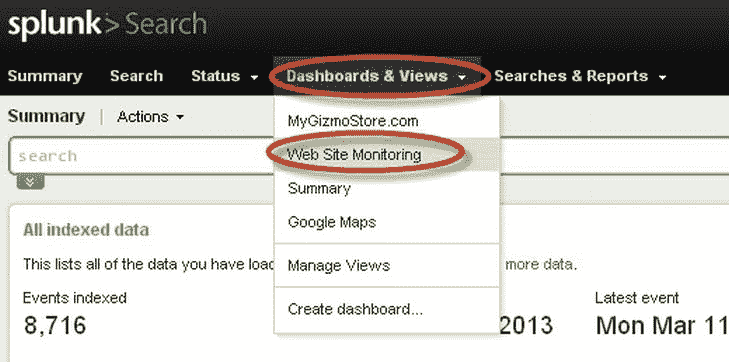 splunk> Search
Summary Search Status Dashboards & Views Searches & Reports
Summary | Actions
search
MyGizmoStore.com
Web Site Monitoring
Summary
Google Maps
Manage Views
Create dashboard...
All indexed data
This lists all of the data you have more data.
Events indexed Latest event
8,716 2013 Mon Mar 11